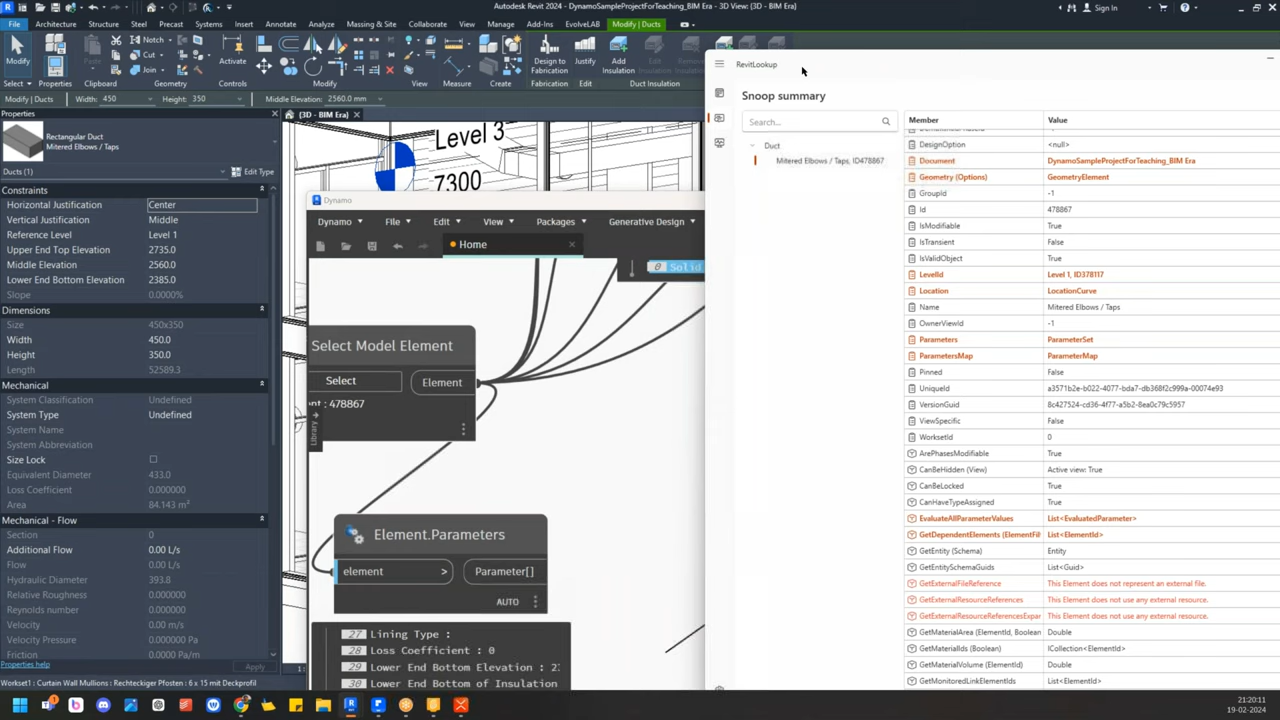 Autodesk Revit 2024 - DynamoSampleProjectForTeaching_BIM Era - 3D View: (3D - BIM Era)
Sign In
File Architecture Structure Steel Precast Systems Insert Annotate Analyze Massing & Site Collaborate View Manage Add-Ins EvolveLAB Modify | Ducts
Modify
Paste
Notch
Cut
Join
Activate
Design to Fabrication
Justify
Add Insulation
Edit Insulation
Select Properties Clipboard Geometry Controls Modify View Measure Create Fabrication Edit Duct Insulation
Modify | Ducts Width: 450 Height: 350 Middle Elevation: 2560.0 mm
Properties
(3D - BIM Era)
Rectangular Duct
Mitered Elbows / Taps
Ducts (1) Edit Type
Constraints
Horizontal Justification Center
Vertical Justification Middle
Reference Level Level 1
Upper End Top Elevation 2735.0
Middle Elevation 2560.0
Lower End Bottom Elevation 2385.0
Slope 0.0000%
Dimensions
Size 450x350
Width 450.0
Height 350.0
Length 52589.3
Mechanical
System Classification Undefined
System Type Undefined
System Name
System Abbreviation
Size Lock
Equivalent Diameter 433.0
Loss Coefficient 0.000000
Area 84.143 m²
Mechanical - Flow
Section 0
Additional Flow 0.00 L/s
Flow 0.00 L/s
Hydraulic Diameter 393.8
Relative Roughness 0.000000
Reynolds number 0.000000
Velocity 0.00 m/s
Velocity Pressure 0.0000 Pa
Friction 0.0000 Pa/m
Properties help Apply
Workset1 : Curtain Wall Mullions : Rechteckiger Pfosten : 6 x 15 mit Deckprofil
Level 3
7300
Dynamo
Dynamo File Edit View Packages Generative Design
Home
0 Solid
Select Model Element
Select Element
: 478867
Library
Element.Parameters
element > Parameter[]
AUTO
Lining Type :
28 Loss Coefficient : 0
29 Lower End Bottom Elevation : 2
30 Lower End Bottom of Insulation
RevitLookup
Snoop summary
Search...
Duct
Mitered Elbows / Taps, ID478867
Member Value
DesignOption <null>
Document DynamoSampleProjectForTeaching_BIM Era
Geometry (Options) GeometryElement
GroupId -1
Id 478867
IsModifiable True
IsTransient False
IsValidObject True
LevelId Level 1, ID378117
Location LocationCurve
Name Mitered Elbows / Taps
OwnerViewId -1
Parameters ParameterSet
ParametersMap ParameterMap
Pinned False
UniqueId a3571b2e-b022-4077-bda7-db368f2c999a-00074e93
VersionGuid 8c427524-cd36-4f77-a5b2-8ea0c79c5957
ViewSpecific False
WorksetId 0
ArePhasesModifiable True
CanBeHidden (View) Active view: True
CanBeLocked True
CanHaveTypeAssigned True
EvaluateAllParameterValues List<EvaluatedParameter>
GetDependentElements (ElementFil List<ElementId>
GetEntity (Schema) Entity
GetEntitySchemaGuids List<Guid>
GetExternalFileReference This Element does not represent an external file.
GetExternalResourceReferences This Element does not use any external resource.
GetExternalResourceReferencesExpan This Element does not use any external resource.
GetMaterialArea (ElementId, Boolean Double
GetMaterialIds (Boolean) ICollection<ElementId>
GetMaterialVolume (ElementId) Double
GetMonitoredLinkElementIds List<ElementId>
21:20:11
19-02-2024